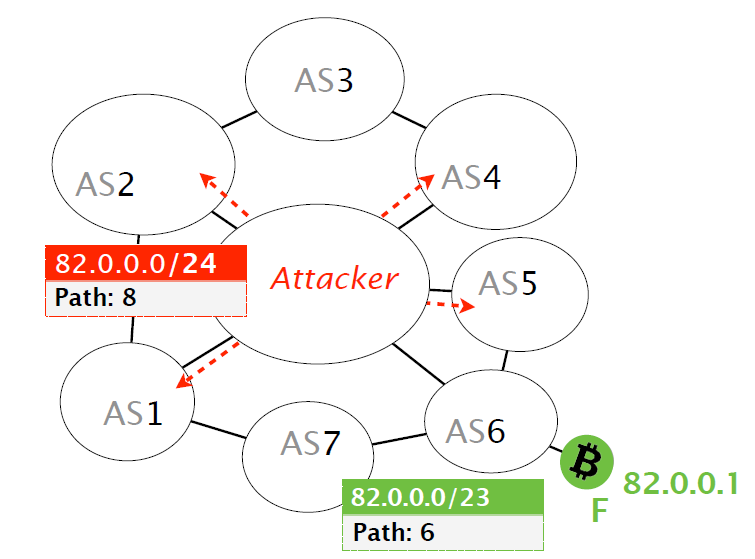 AS3
AS2
AS4
82.0.0.0/24
Path: 8
Attacker
AS5
AS1
AS7
AS6
82.0.0.1
F
82.0.0.0/23
Path: 6